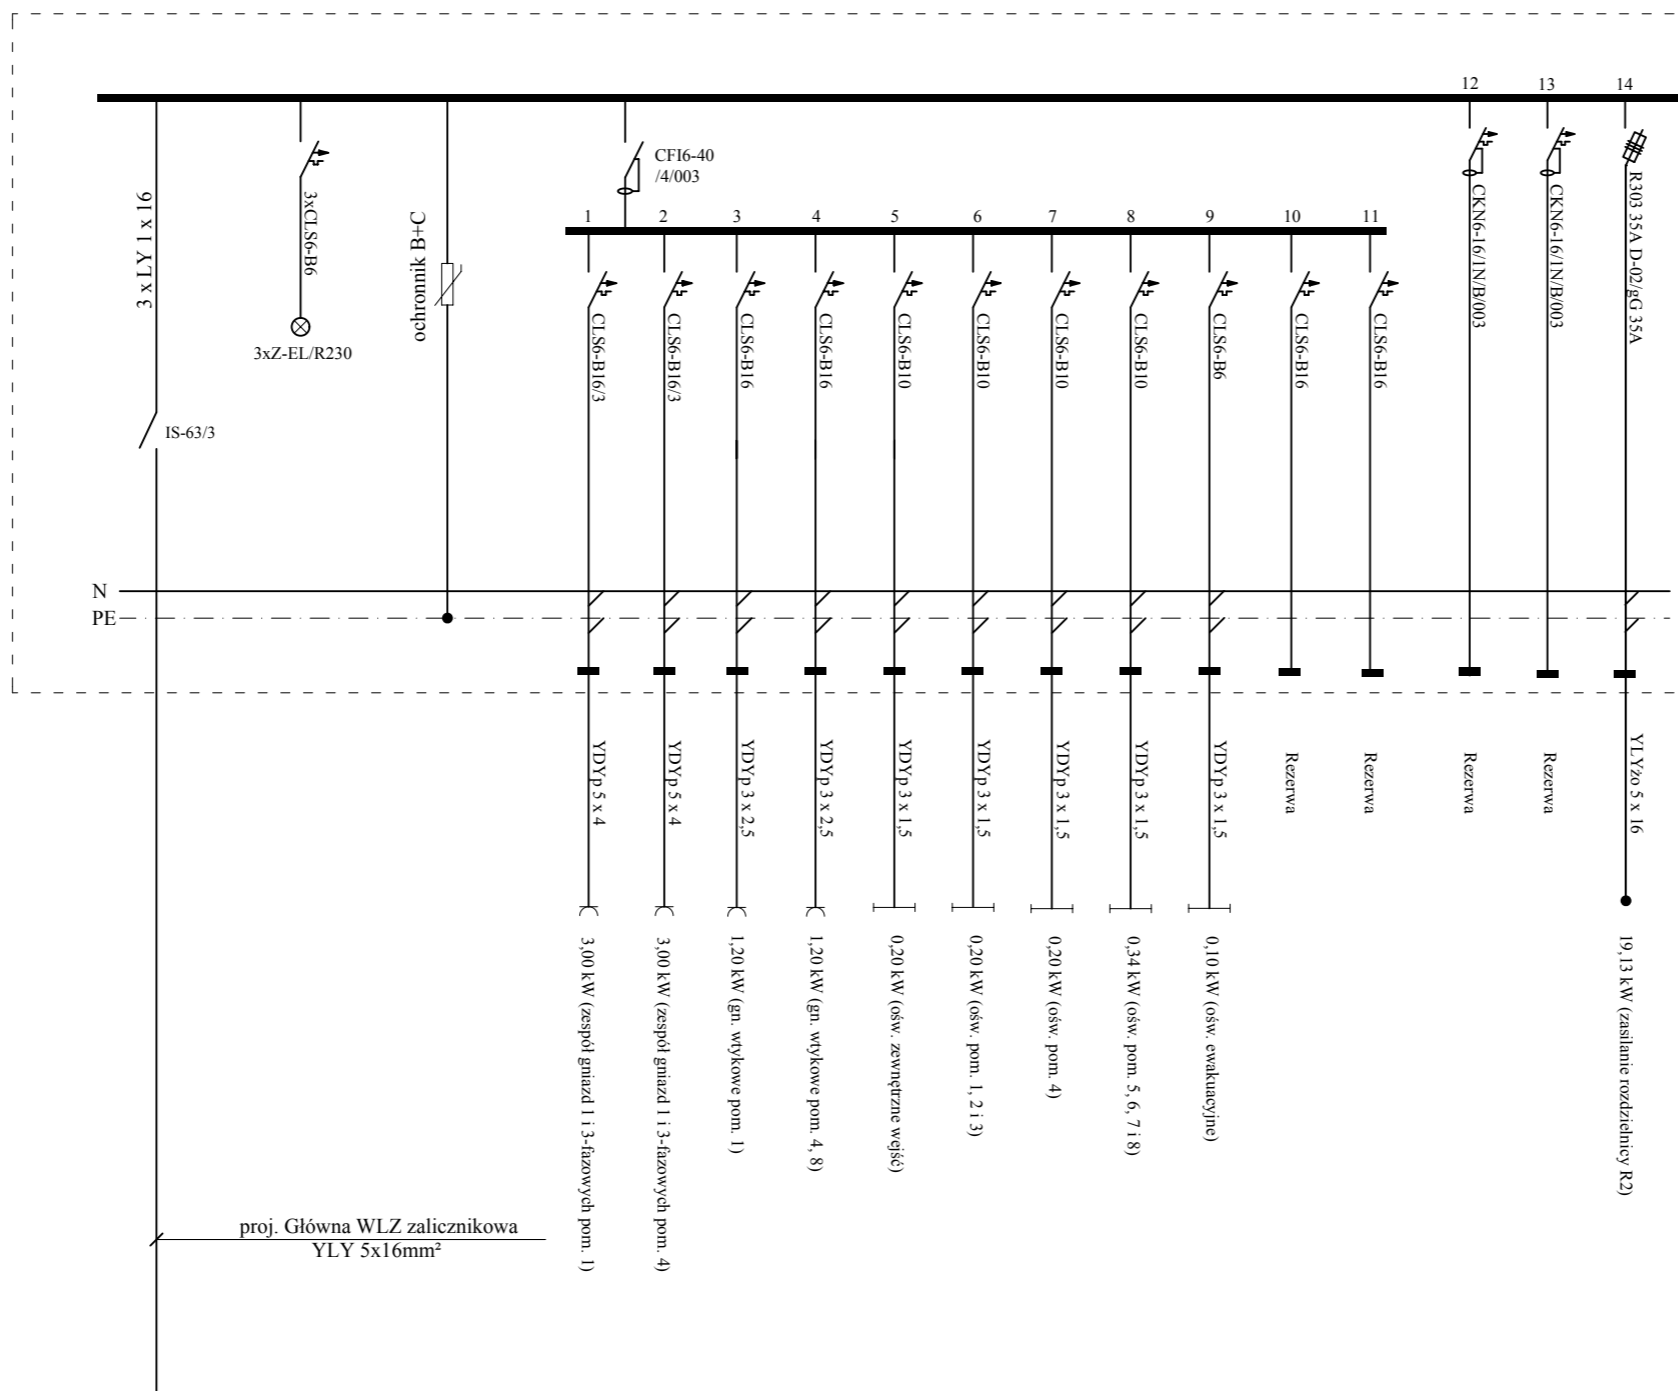 12 13 14
3 x LY 1 x 16
IS-63/3
3xCLS6-B6
3xZ-EL/R230
ochronnik B+C
CFI6-40
/4/003
1 2 3 4 5 6 7 8 9 10 11
CLS6-B16/3
CLS6-B16/3
CLS6-B16
CLS6-B16
CLS6-B10
CLS6-B10
CLS6-B10
CLS6-B10
CLS6-B6
CLS6-B16
CLS6-B16
CKN6-16/1N/B/003
CKN6-16/1N/B/003
R303 35A D-02/gG 35A
N
PE
YDYp 5 x 4
YDYp 5 x 4
YDYp 3 x 2,5
YDYp 3 x 2,5
YDYp 3 x 1,5
YDYp 3 x 1,5
YDYp 3 x 1,5
YDYp 3 x 1,5
YDYp 3 x 1,5
Rezerwa
Rezerwa
Rezerwa
Rezerwa
YLYżo 5 x 16
3,00 kW (zespół gniazd 1 i 3-fazowych pom. 1)
3,00 kW (zespół gniazd 1 i 3-fazowych pom. 4)
1,20 kW (gn. wtykowe pom. 1)
1,20 kW (gn. wtykowe pom. 4, 8)
0,20 kW (ośw. zewnętrzne wejść)
0,20 kW (ośw. pom. 1, 2 i 3)
0,20 kW (ośw. pom. 4)
0,34 kW (ośw. pom. 5, 6, 7 i 8)
0,10 kW (ośw. ewakuacyjne)
19,13 kW (zasilanie rozdzielnicy R2)
proj. Główna WLZ zalicznikowa
YLY 5x16mm²